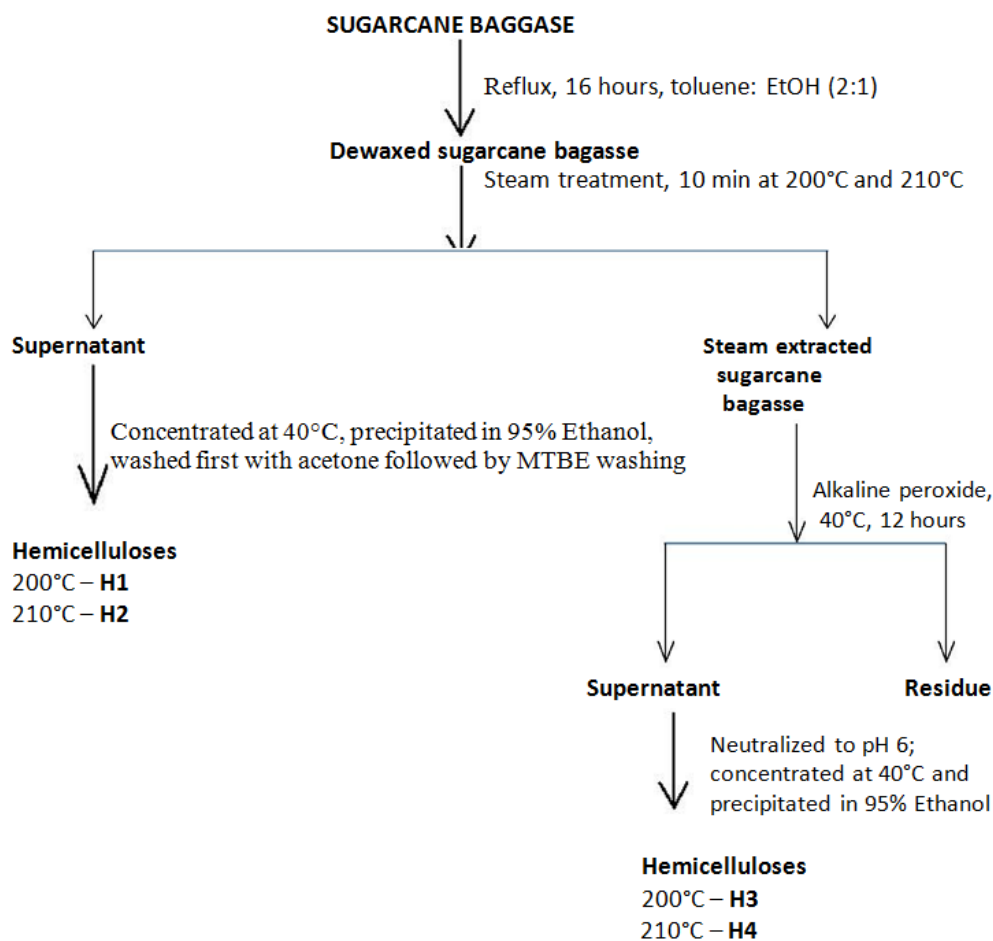 SUGARCANE BAGGASE
Reflux, 16 hours, toluene: EtOH (2:1)
Dewaxed sugarcane bagasse
Steam treatment, 10 min at 200°C and 210°C
Supernatant
Concentrated at 40°C, precipitated in 95% Ethanol,
washed first with acetone followed by MTBE washing
Hemicelluloses
200°C – H1
210°C – H2
Steam extracted
sugarcane
bagasse
Alkaline peroxide,
40°C, 12 hours
Supernatant
Residue
Neutralized to pH 6;
concentrated at 40°C and
precipitated in 95% Ethanol
Hemicelluloses
200°C – H3
210°C – H4